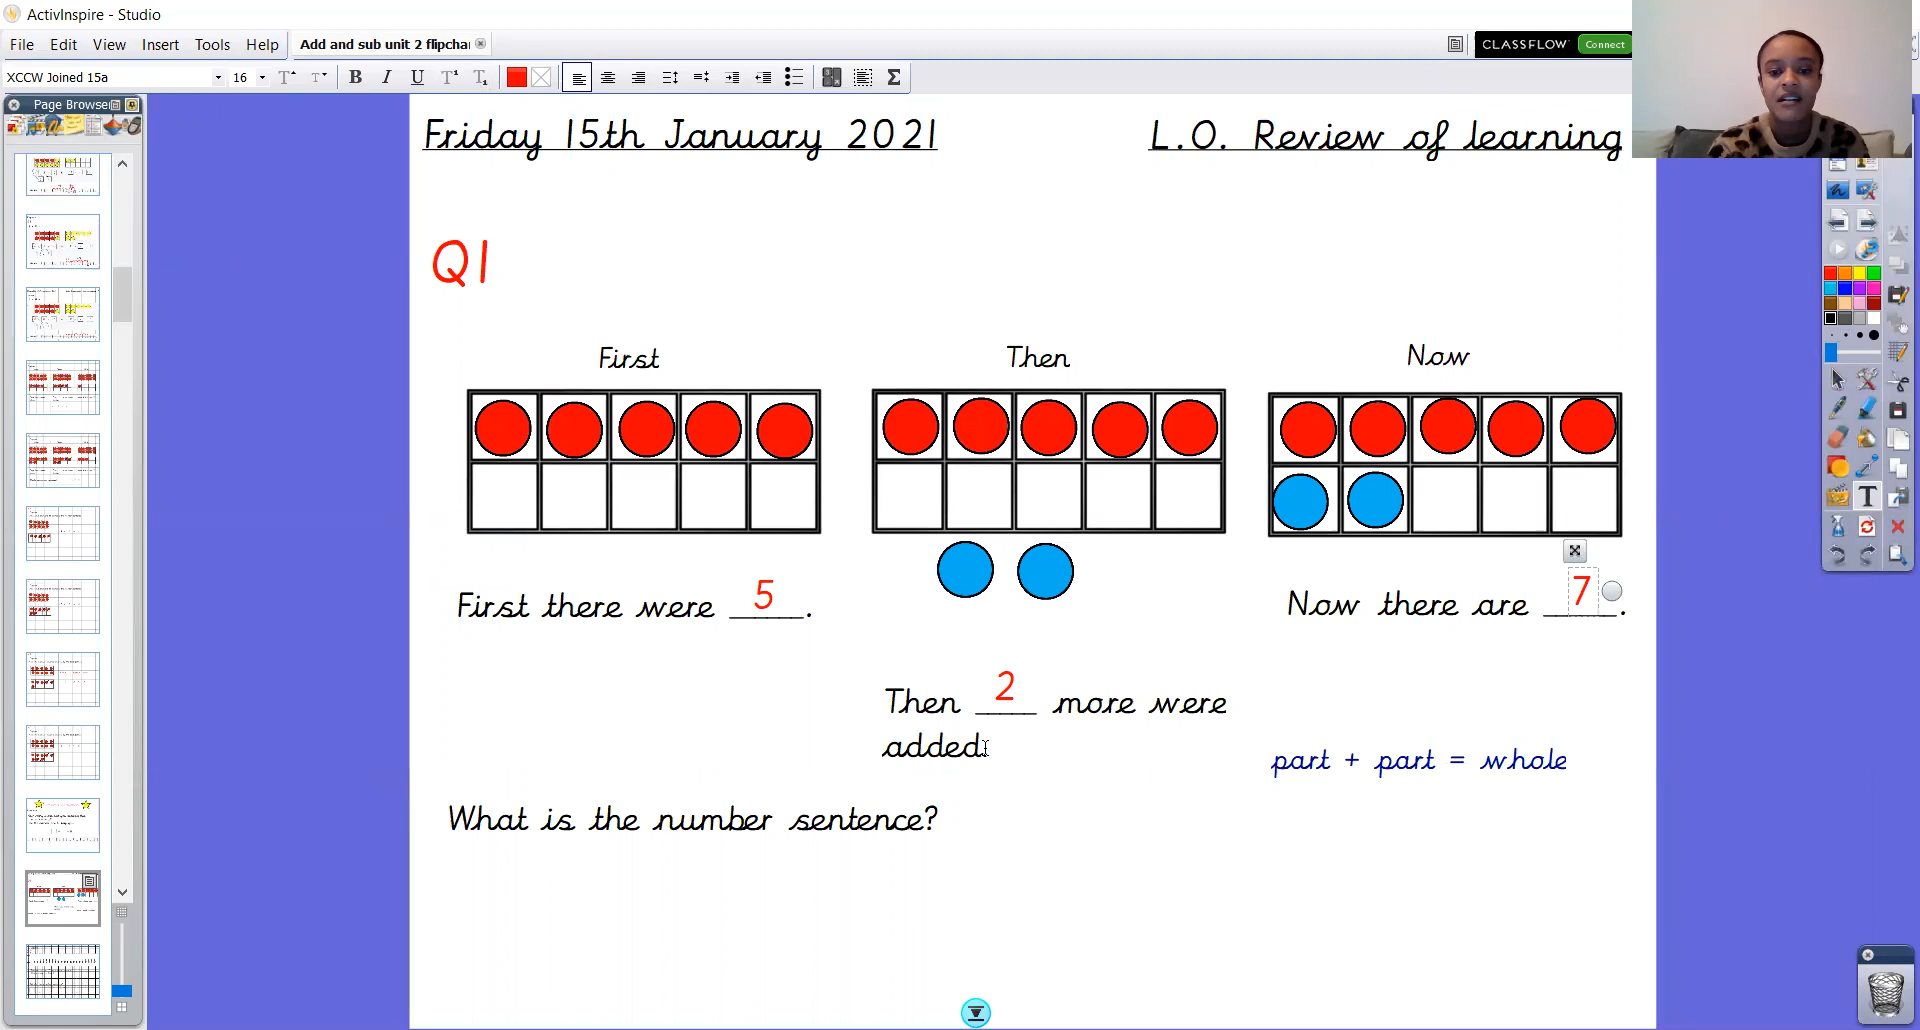 ActivInspire - Studio
File Edit View Insert Tools Help
Add and sub unit 2 flipchar
CLASSFLOW Connect
XCCW Joined 15a 16
Page Browser
Friday 15th January 2021
L.O. Review of learning
Q1
First Then Now
First there were 5.
Now there are 7.
Then 2 more were
added.
part + part = whole
What is the number sentence?